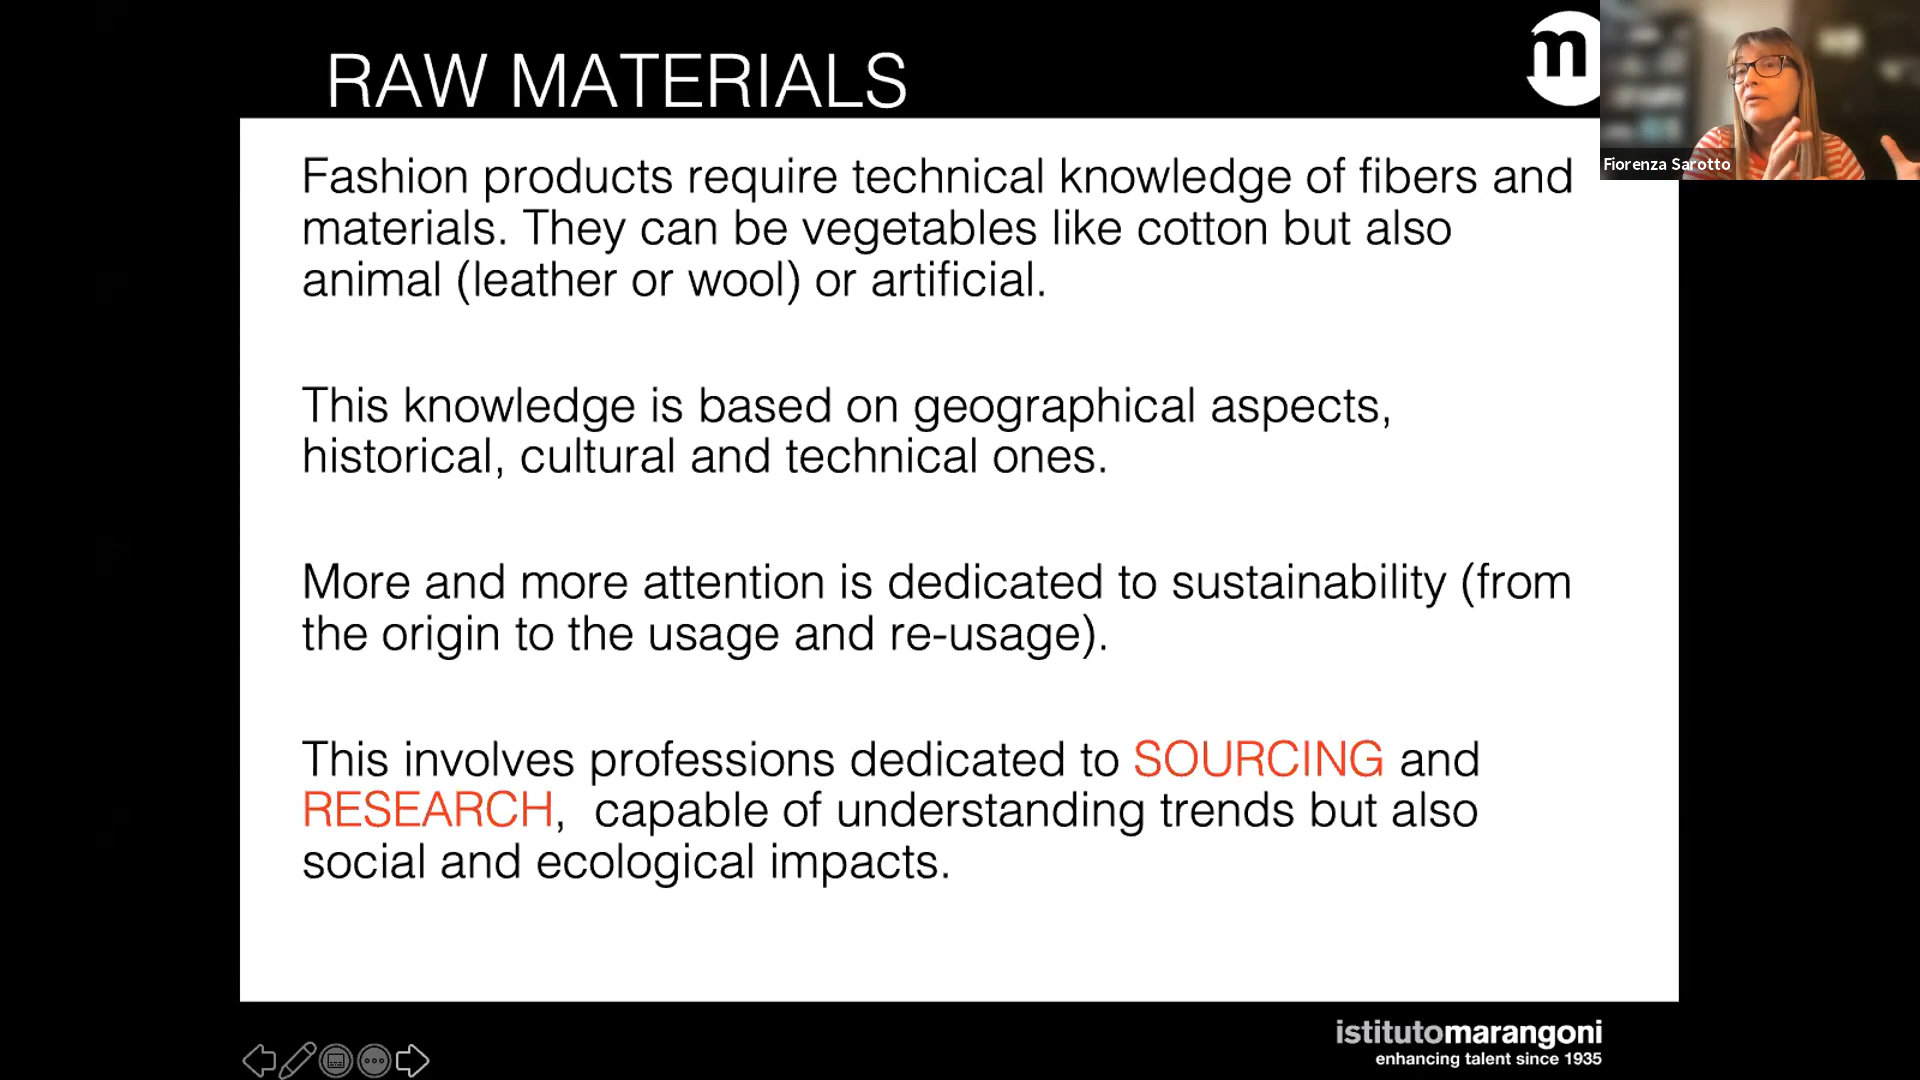 RAW MATERIALS
m
Fiorenza Sarotto
Fashion products require technical knowledge of fibers and
materials. They can be vegetables like cotton but also
animal (leather or wool) or artificial.
This knowledge is based on geographical aspects,
historical, cultural and technical ones.
More and more attention is dedicated to sustainability (from
the origin to the usage and re-usage).
This involves professions dedicated to SOURCING and
RESEARCH,  capable of understanding trends but also
social and ecological impacts.
istitutomarangoni
enhancing talent since 1935